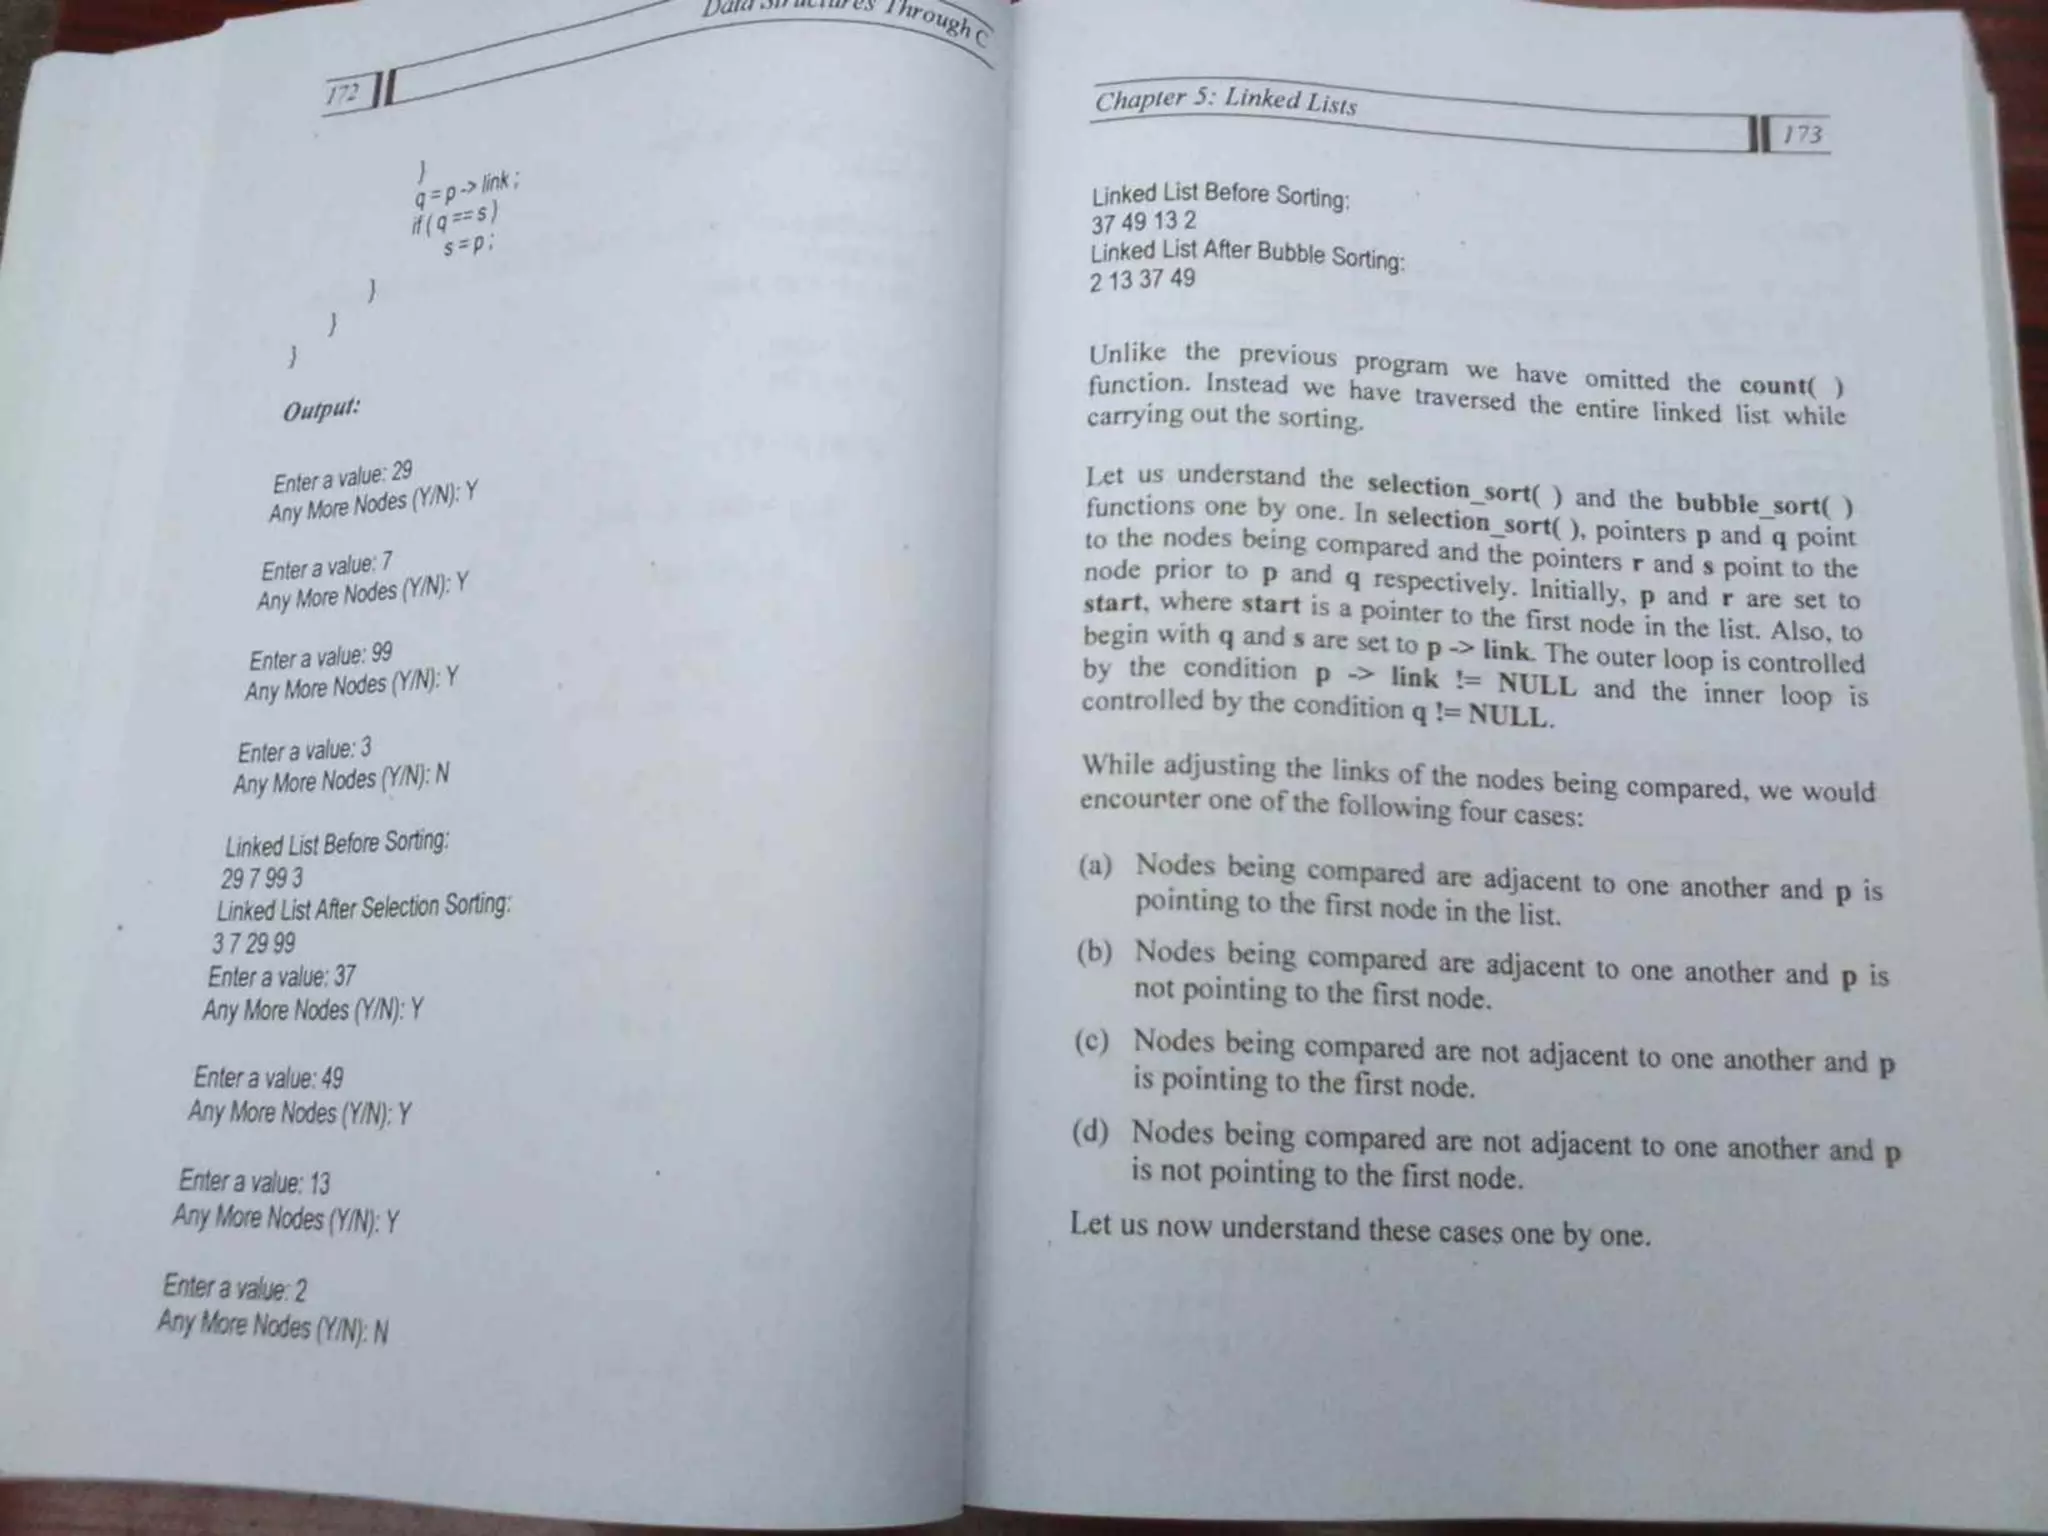 Data Structures Through C
172
}
q = p -> link ;
if ( q == s )
s = p ;
}
}
}
Output:
Enter a value: 29
Any More Nodes (Y/N): Y
Enter a value: 7
Any More Nodes (Y/N): Y
Enter a value: 99
Any More Nodes (Y/N): Y
Enter a value: 3
Any More Nodes (Y/N): N
Linked List Before Sorting:
29 7 99 3
Linked List After Selection Sorting:
3 7 29 99
Enter a value: 37
Any More Nodes (Y/N): Y
Enter a value: 49
Any More Nodes (Y/N): Y
Enter a value: 13
Any More Nodes (Y/N): Y
Enter a value: 2
Any More Nodes (Y/N): N
Chapter 5: Linked Lists
173
Linked List Before Sorting:
37 49 13 2
Linked List After Bubble Sorting:
2 13 37 49
Unlike the previous program we have omitted the count( )
function. Instead we have traversed the entire linked list while
carrying out the sorting.
Let us understand the selection_sort( ) and the bubble_sort( )
functions one by one. In selection_sort( ), pointers p and q point
to the nodes being compared and the pointers r and s point to the
node prior to p and q respectively. Initially, p and r are set to
start, where start is a pointer to the first node in the list. Also, to
begin with q and s are set to p -> link. The outer loop is controlled
by the condition p -> link != NULL and the inner loop is
controlled by the condition q != NULL.
While adjusting the links of the nodes being compared, we would
encounter one of the following four cases:
(a) Nodes being compared are adjacent to one another and p is
pointing to the first node in the list.
(b) Nodes being compared are adjacent to one another and p is
not pointing to the first node.
(c) Nodes being compared are not adjacent to one another and p
is pointing to the first node.
(d) Nodes being compared are not adjacent to one another and p
is not pointing to the first node.
Let us now understand these cases one by one.